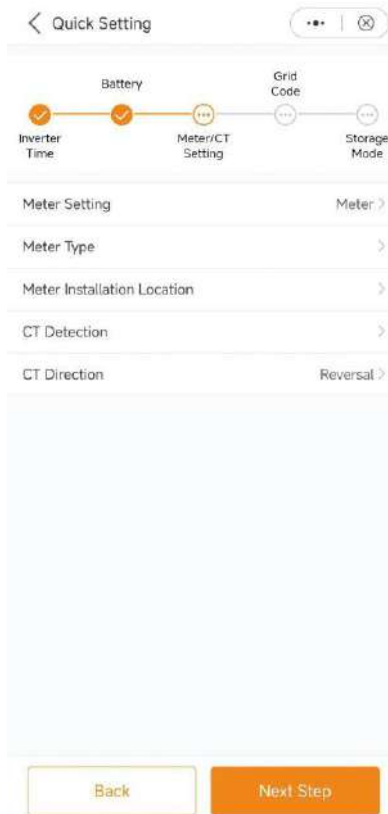 Quick Setting
Battery
Grid
Code
Inverter
Time
Meter/CT
Setting
Storage
Mode
Meter Setting
Meter
Meter Type
Meter Installation Location
CT Detection
CT Direction
Reversal
Back
Next Step